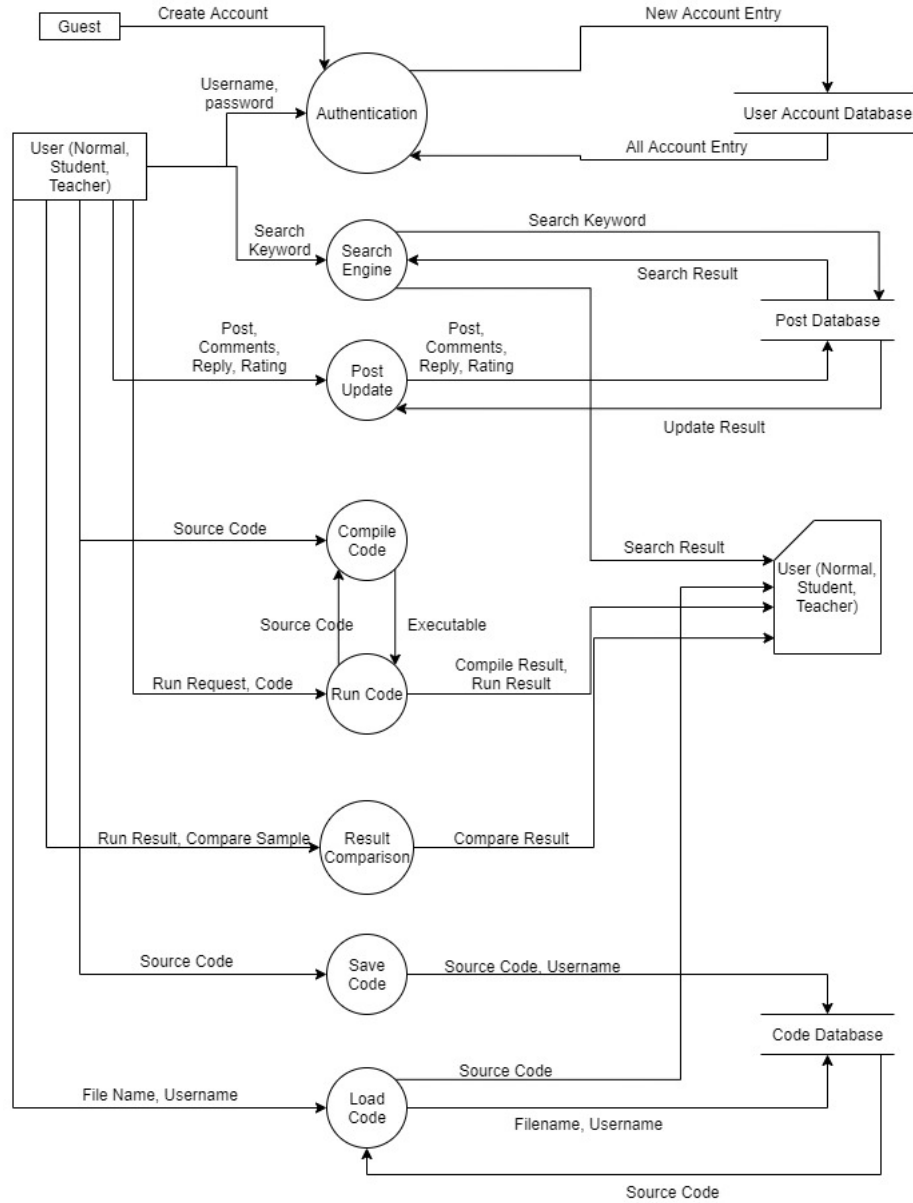 Guest
Create Account
New Account Entry
Username,
password
Authentication
User Account Database
User (Normal,
Student,
Teacher)
All Account Entry
Search
Keyword
Search
Engine
Search Keyword
Search Result
Post Database
Post,
Comments,
Reply, Rating
Post
Update
Post,
Comments,
Reply, Rating
Update Result
Source Code
Compile
Code
Search Result
User (Normal,
Student,
Teacher)
Source Code
Executable
Run Request, Code
Run Code
Compile Result,
Run Result
Run Result, Compare Sample
Result
Comparison
Compare Result
Source Code
Save
Code
Source Code, Username
Code Database
Source Code
File Name, Username
Load
Code
Filename, Username
Source Code